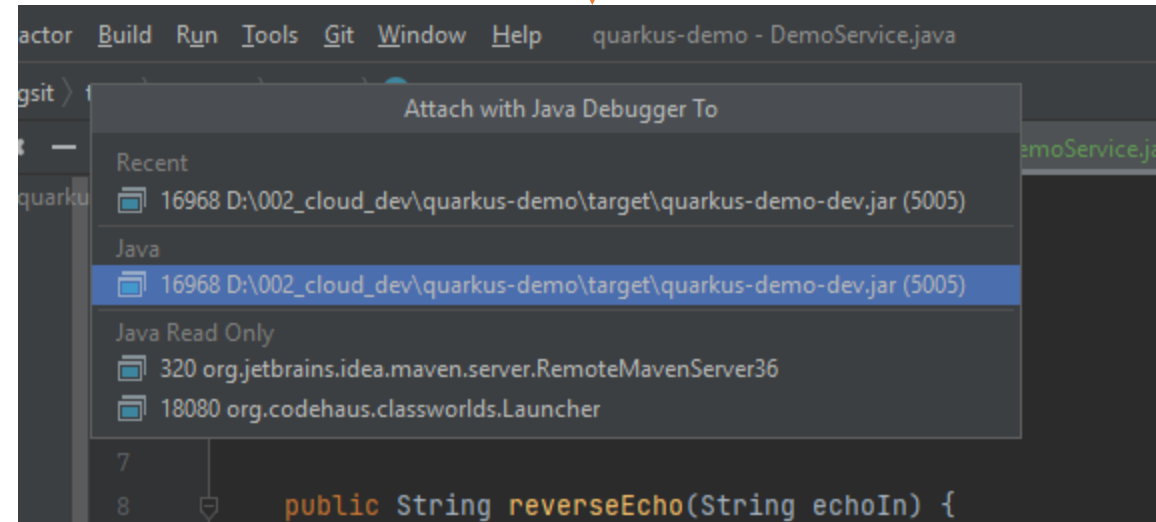 actor Build Run Tools Git Window Help quarkus-demo - DemoService.java
gsit
Attach with Java Debugger To
emoService.ja
Recent
quarku
16968 D:\002_cloud_dev\quarkus-demo\target\quarkus-demo-dev.jar (5005)
Java
16968 D:\002_cloud_dev\quarkus-demo\target\quarkus-demo-dev.jar (5005)
Java Read Only
320 org.jetbrains.idea.maven.server.RemoteMavenServer36
18080 org.codehaus.classworlds.Launcher
7
8 public String reverseEcho(String echoIn) {